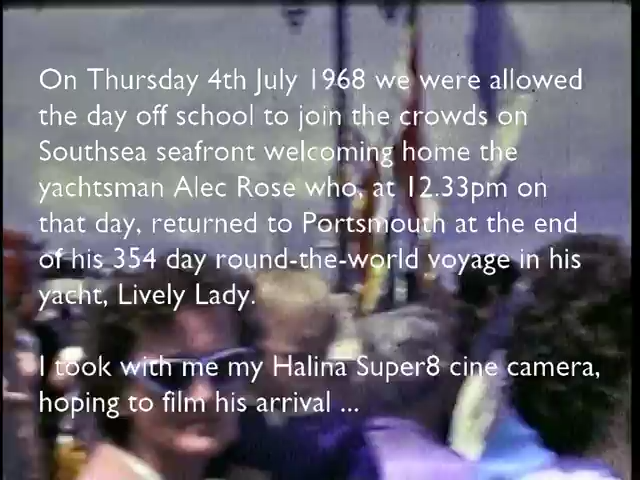 On Thursday 4th July 1968 we were allowed
the day off school to join the crowds on
Southsea seafront welcoming home the
yachtsman Alec Rose who, at 12.33pm on
that day, returned to Portsmouth at the end
of his 354 day round-the-world voyage in his
yacht, Lively Lady.
I took with me my Halina Super8 cine camera,
hoping to film his arrival ...